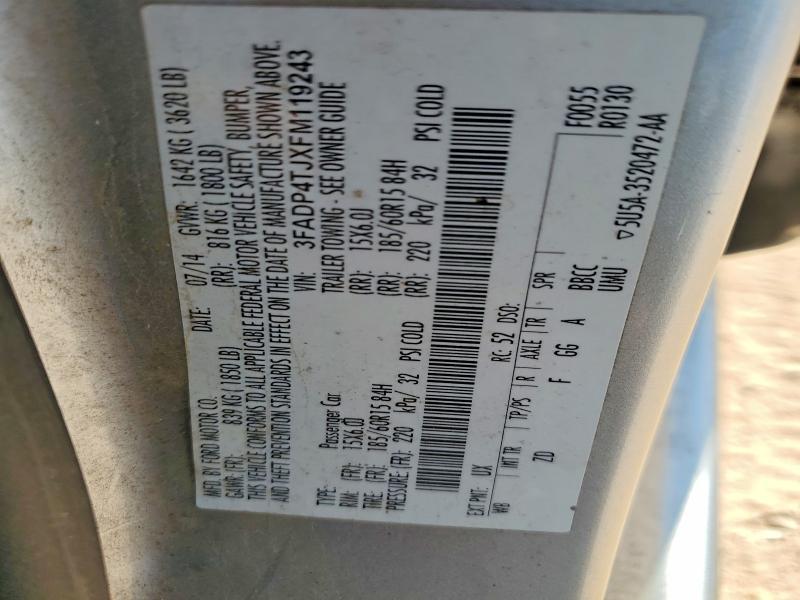 MFD. BY FORD MOTOR CO.
DATE: 07/14 GVWR: 1642 KG ( 3620 LB)
GAWR: (FR): 839 KG ( 1850 LB) (RR): 816 KG ( 1800 LB)
THIS VEHICLE CONFORMS TO ALL APPLICABLE FEDERAL MOTOR VEHICLE SAFETY, BUMPER,
AND THEFT PREVENTION STANDARDS IN EFFECT ON THE DATE OF MANUFACTURE SHOWN ABOVE.
VIN: 3FADP4TJXFM119243
TYPE: Passenger Car TRAILER TOWING - SEE OWNER GUIDE
RIM: (FR): 15X6.0J (RR): 15X6.0J
TIRE: (FR): 185/60R15 84H (RR): 185/60R15 84H
PRESSURE: (FR): 220 kPa/ 32 PSI COLD (RR): 220 kPa/ 32 PSI COLD
EXT PNT: UX RC: 52 DSO: F0055
WB INT TR TP/PS R AXLE TR SPR R0130
ZD F GG A BBCC
UMU
▽5U5A-3520472-AA